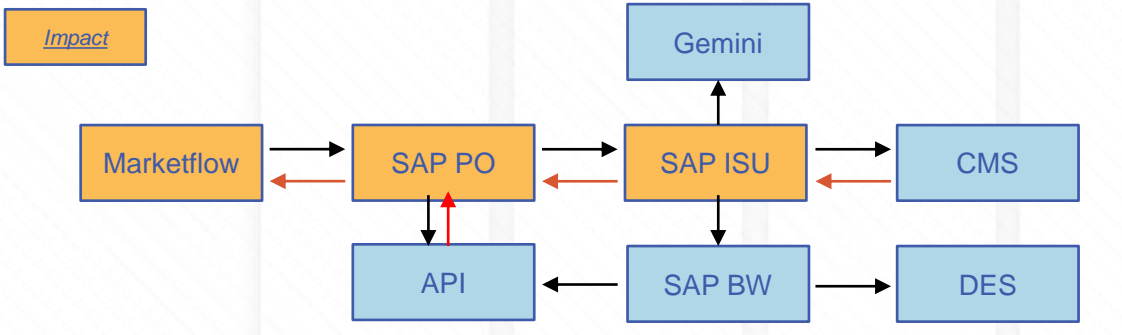 Impact
Gemini
Marketflow
SAP PO
SAP ISU
CMS
API
SAP BW
DES